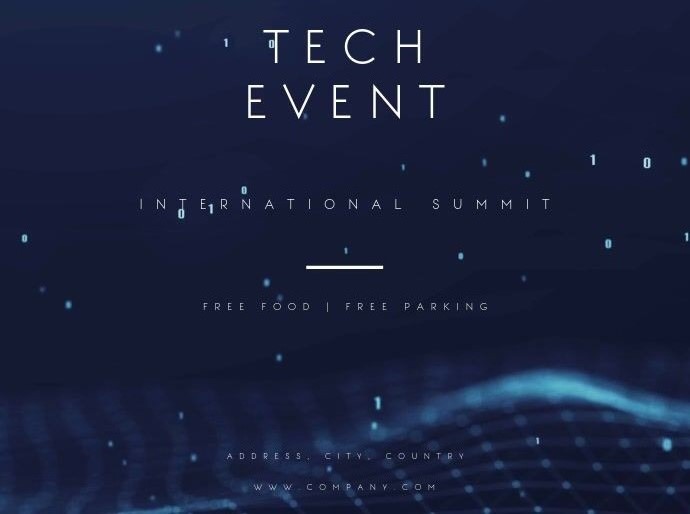 TECH
EVENT
INTERNATIONAL SUMMIT
FREE FOOD | FREE PARKING
ADDRESS, CITY, COUNTRY
WWW.COMPANY.COM